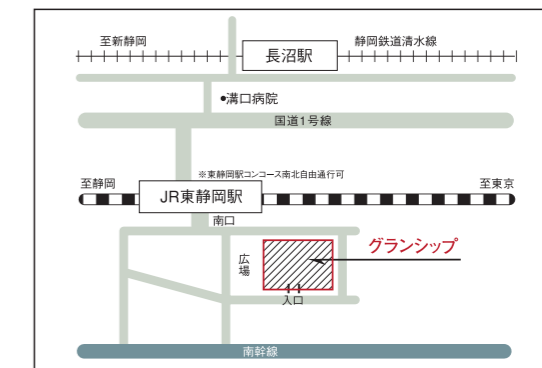 至新静岡
静岡鉄道清水線
長沼駅
●溝口病院
国道1号線
※東静岡駅コンコース南北自由通行可
至静岡
至東京
JR東静岡駅
南口
広場
グランシップ
入口
南幹線